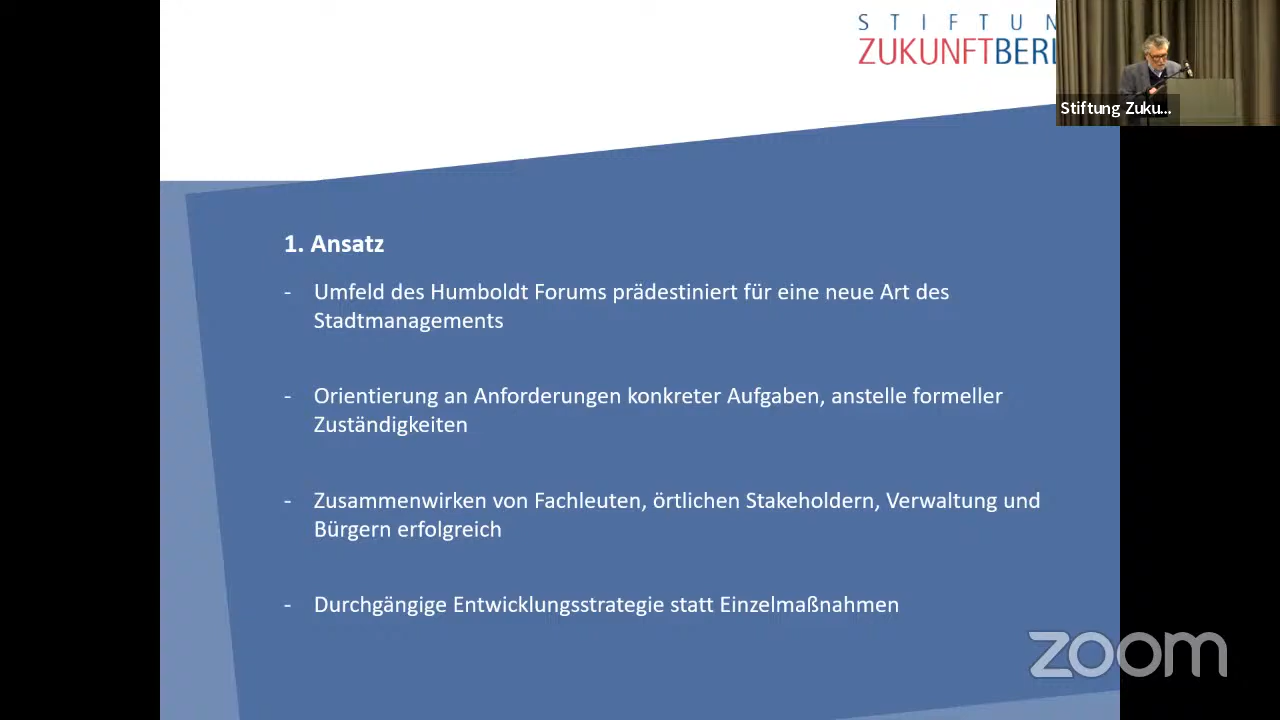 STIFTUN
ZUKUNFTBERL
Stiftung Zuku...
1. Ansatz
- Umfeld des Humboldt Forums prädestiniert für eine neue Art des
Stadtmanagements
- Orientierung an Anforderungen konkreter Aufgaben, anstelle formeller
Zuständigkeiten
- Zusammenwirken von Fachleuten, örtlichen Stakeholdern, Verwaltung und
Bürgern erfolgreich
- Durchgängige Entwicklungsstrategie statt Einzelmaßnahmen
zoom